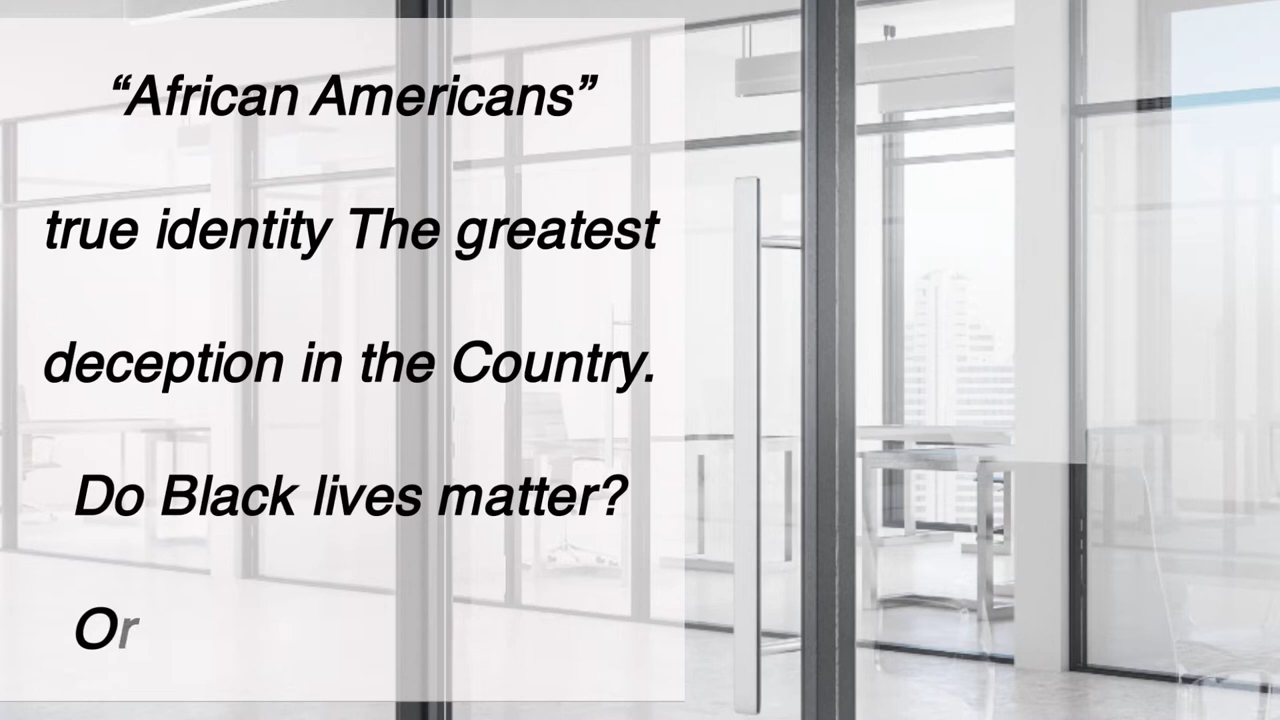 “African Americans”
true identity The greatest
deception in the Country.
Do Black lives matter?
Or